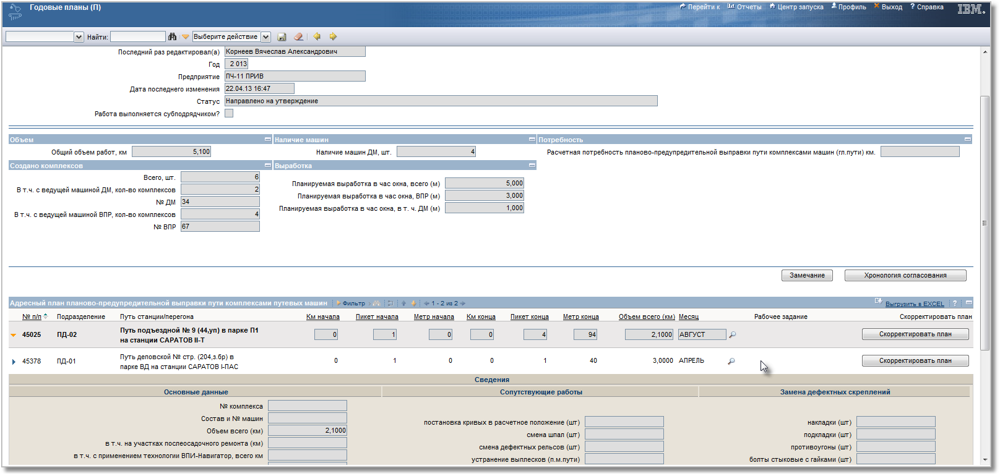 Годовые планы (П)
Перейти к Отчеты Центр запуска Профиль Выход ? Справка IBM.
Найти: Выберите действие
Последний раз редактировал(а) Корнеев Вячеслав Александрович
Год 2 013
Предприятие ПЧ-11 ПРИВ
Дата последнего изменения 22.04.13 16:47
Статус Направлено на утверждение
Работа выполняется субподрядчиком?
Объем Наличие машин Потребность
Общий объем работ, км 5,100 Наличие машин ДМ, шт. 4 Расчетная потребность планово-предупредительной выправки пути комплексами машин (гл.пути) км.
Создано комплексов Выработка
Всего, шт. 6
Планируемая выработка в час окна, всего (м) 5,000
В т.ч. с ведущей машиной ДМ, кол-во комплексов 2
Планируемая выработка в час окна, ВПР (м) 3,000
№ ДМ 34
Планируемая выработка в час окна, в т. ч. ДМ (м) 1,000
В т.ч. с ведущей машиной ВПР, кол-во комплексов 4
№ ВПР 67
Замечание Хронология согласования
Адресный план планово-предупредительной выправки пути комплексами путевых машин Фильтр 1 - 2 из 2 Выгрузить в EXCEL ?
№ п/п Подразделение Путь станции/перегона Км начала Пикет начала Метр начала Км конца Пикет конца Метр конца Объем всего (км) Месяц Рабочее задание Скорректировать план
45025 ПД-02 Путь подъездной № 9 (44,уп) в парке П1 0 1 0 0 4 94 2,1000 АВГУСТ Скорректировать план
на станции САРАТОВ II-Т
45378 ПД-01 Путь деповской № стр. (204,з.бр) в 0 1 0 0 1 40 3,0000 АПРЕЛЬ Скорректировать план
парке ВД на станции САРАТОВ I-ПАС
Сведения
Основные данные Сопутствующие работы Замена дефектных скреплений
№ комплекса
Состав и № машин
постановка кривых в расчетное положение (шт) накладки (шт)
Объем всего (км) 2,1000
смена шпал (шт) подкладки (шт)
в т.ч. на участках послеосадочного ремонта (км)
смена дефектных рельсов (шт) противоугоны (шт)
в т.ч. с применением технологии ВПИ-Навигатор, всего км
устранение выплесков (п.м.пути) болты стыковые с гайками (шт)